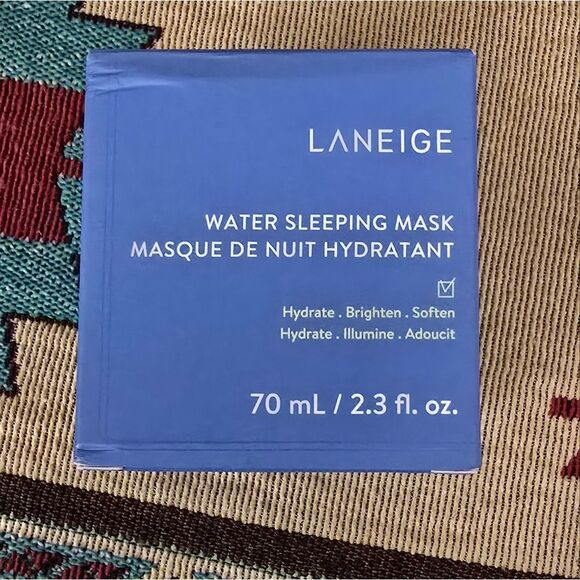 LANEIGE
WATER SLEEPING MASK
MASQUE DE NUIT HYDRATANT
Hydrate . Brighten . Soften
Hydrate . Illumine . Adoucit
70 mL / 2.3 fl. oz.